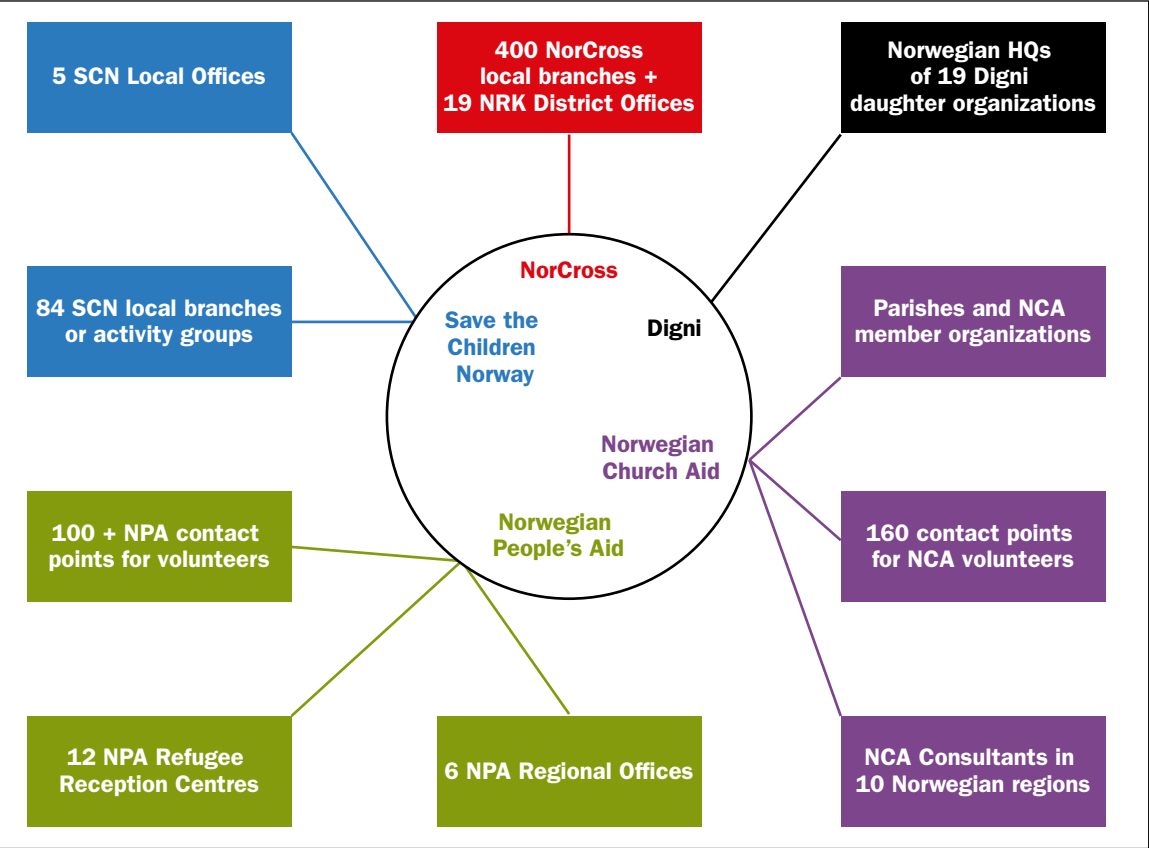 5 SCN Local Offices
400 NorCross
local branches +
19 NRK District Offices
Norwegian HQs
of 19 Digni
daughter organizations
84 SCN local branches
or activity groups
NorCross
Save the
Children
Norway
Digni
Parishes and NCA
member organizations
Norwegian
Church Aid
Norwegian
People's Aid
100 + NPA contact
points for volunteers
160 contact points
for NCA volunteers
12 NPA Refugee
Reception Centres
6 NPA Regional Offices
NCA Consultants in
10 Norwegian regions